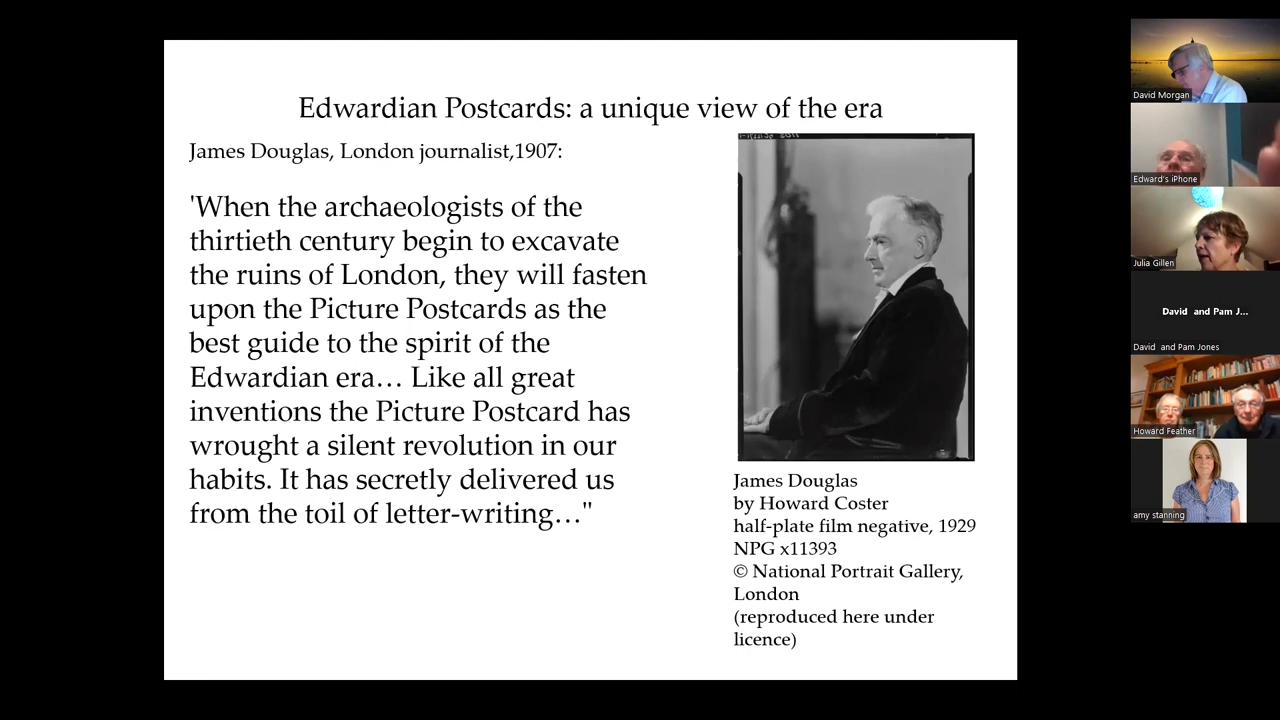 Edwardian Postcards: a unique view of the era
James Douglas, London journalist,1907:
'When the archaeologists of the
thirtieth century begin to excavate
the ruins of London, they will fasten
upon the Picture Postcards as the
best guide to the spirit of the
Edwardian era… Like all great
inventions the Picture Postcard has
wrought a silent revolution in our
habits. It has secretly delivered us
from the toil of letter-writing…"
James Douglas
by Howard Coster
half-plate film negative, 1929
NPG x11393
© National Portrait Gallery,
London
(reproduced here under
licence)
David Morgan
Edward's iPhone
Julia Gillen
David and Pam J...
David and Pam Jones
Howard Feather
amy stanning